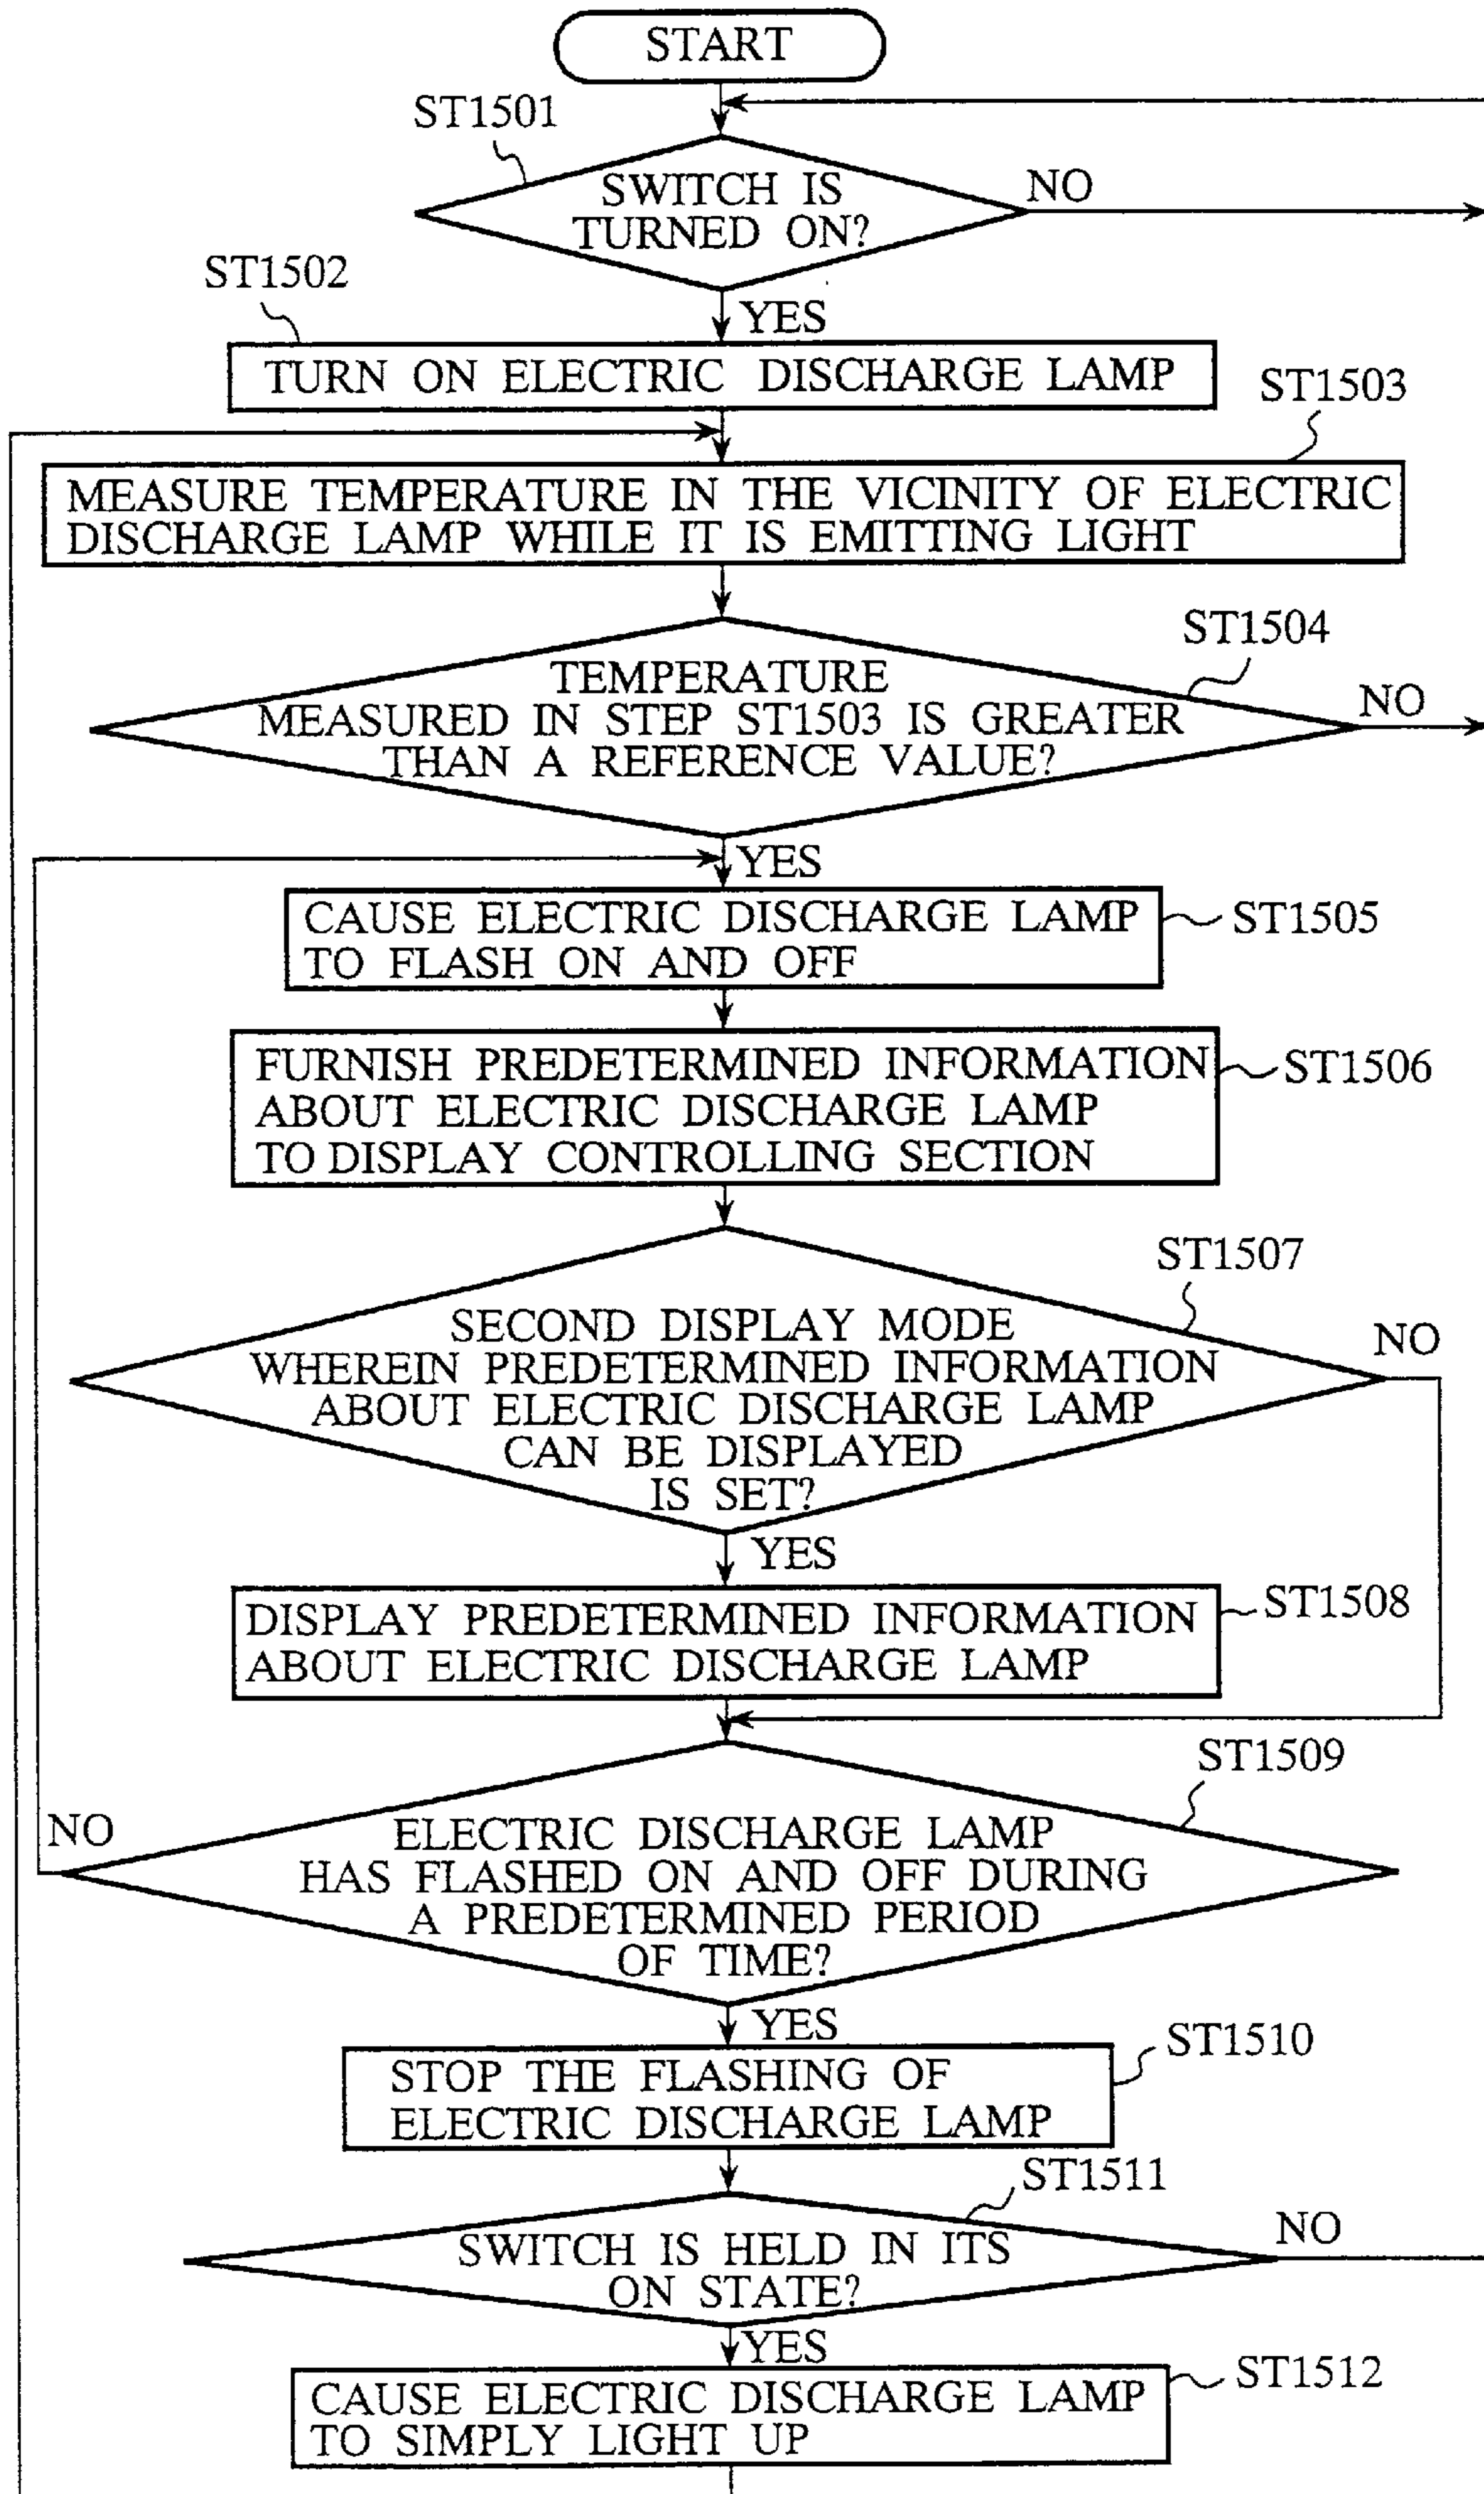 START
ST1501
SWITCH IS
TURNED ON?
NO
ST1502
YES
TURN ON ELECTRIC DISCHARGE LAMP
ST1503
MEASURE TEMPERATURE IN THE VICINITY OF ELECTRIC
DISCHARGE LAMP WHILE IT IS EMITTING LIGHT
ST1504
TEMPERATURE
MEASURED IN STEP ST1503 IS GREATER
THAN A REFERENCE VALUE?
NO
YES
CAUSE ELECTRIC DISCHARGE LAMP
TO FLASH ON AND OFF
ST1505
FURNISH PREDETERMINED INFORMATION
ABOUT ELECTRIC DISCHARGE LAMP
TO DISPLAY CONTROLLING SECTION
ST1506
ST1507
SECOND DISPLAY MODE
WHEREIN PREDETERMINED INFORMATION
ABOUT ELECTRIC DISCHARGE LAMP
CAN BE DISPLAYED
IS SET?
NO
YES
DISPLAY PREDETERMINED INFORMATION
ABOUT ELECTRIC DISCHARGE LAMP
ST1508
ST1509
NO
ELECTRIC DISCHARGE LAMP
HAS FLASHED ON AND OFF DURING
A PREDETERMINED PERIOD
OF TIME?
YES
STOP THE FLASHING OF
ELECTRIC DISCHARGE LAMP
ST1510
ST1511
SWITCH IS HELD IN ITS
ON STATE?
NO
YES
CAUSE ELECTRIC DISCHARGE LAMP
TO SIMPLY LIGHT UP
ST1512